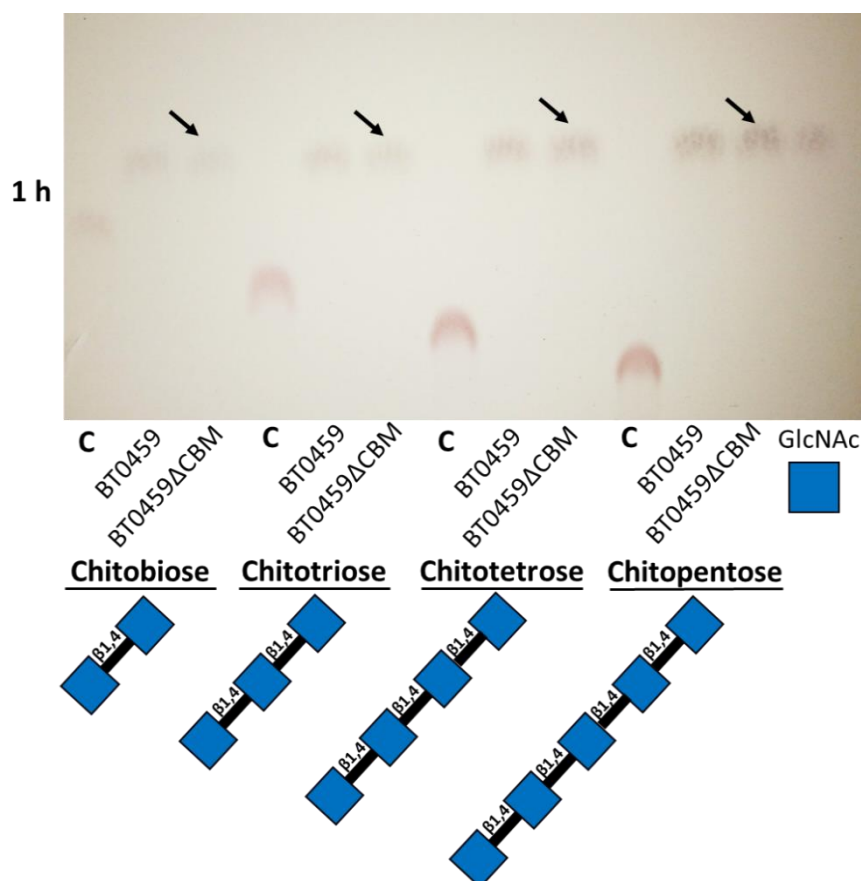 1 h
C BT0459 BT0459ΔCBM C BT0459 BT0459ΔCBM C BT0459 BT0459ΔCBM C BT0459 BT0459ΔCBM GlcNAc
Chitobiose Chitotriose Chitotetrose Chitopentose
β1,4
β1,4 β1,4
β1,4 β1,4 β1,4
β1,4 β1,4 β1,4 β1,4